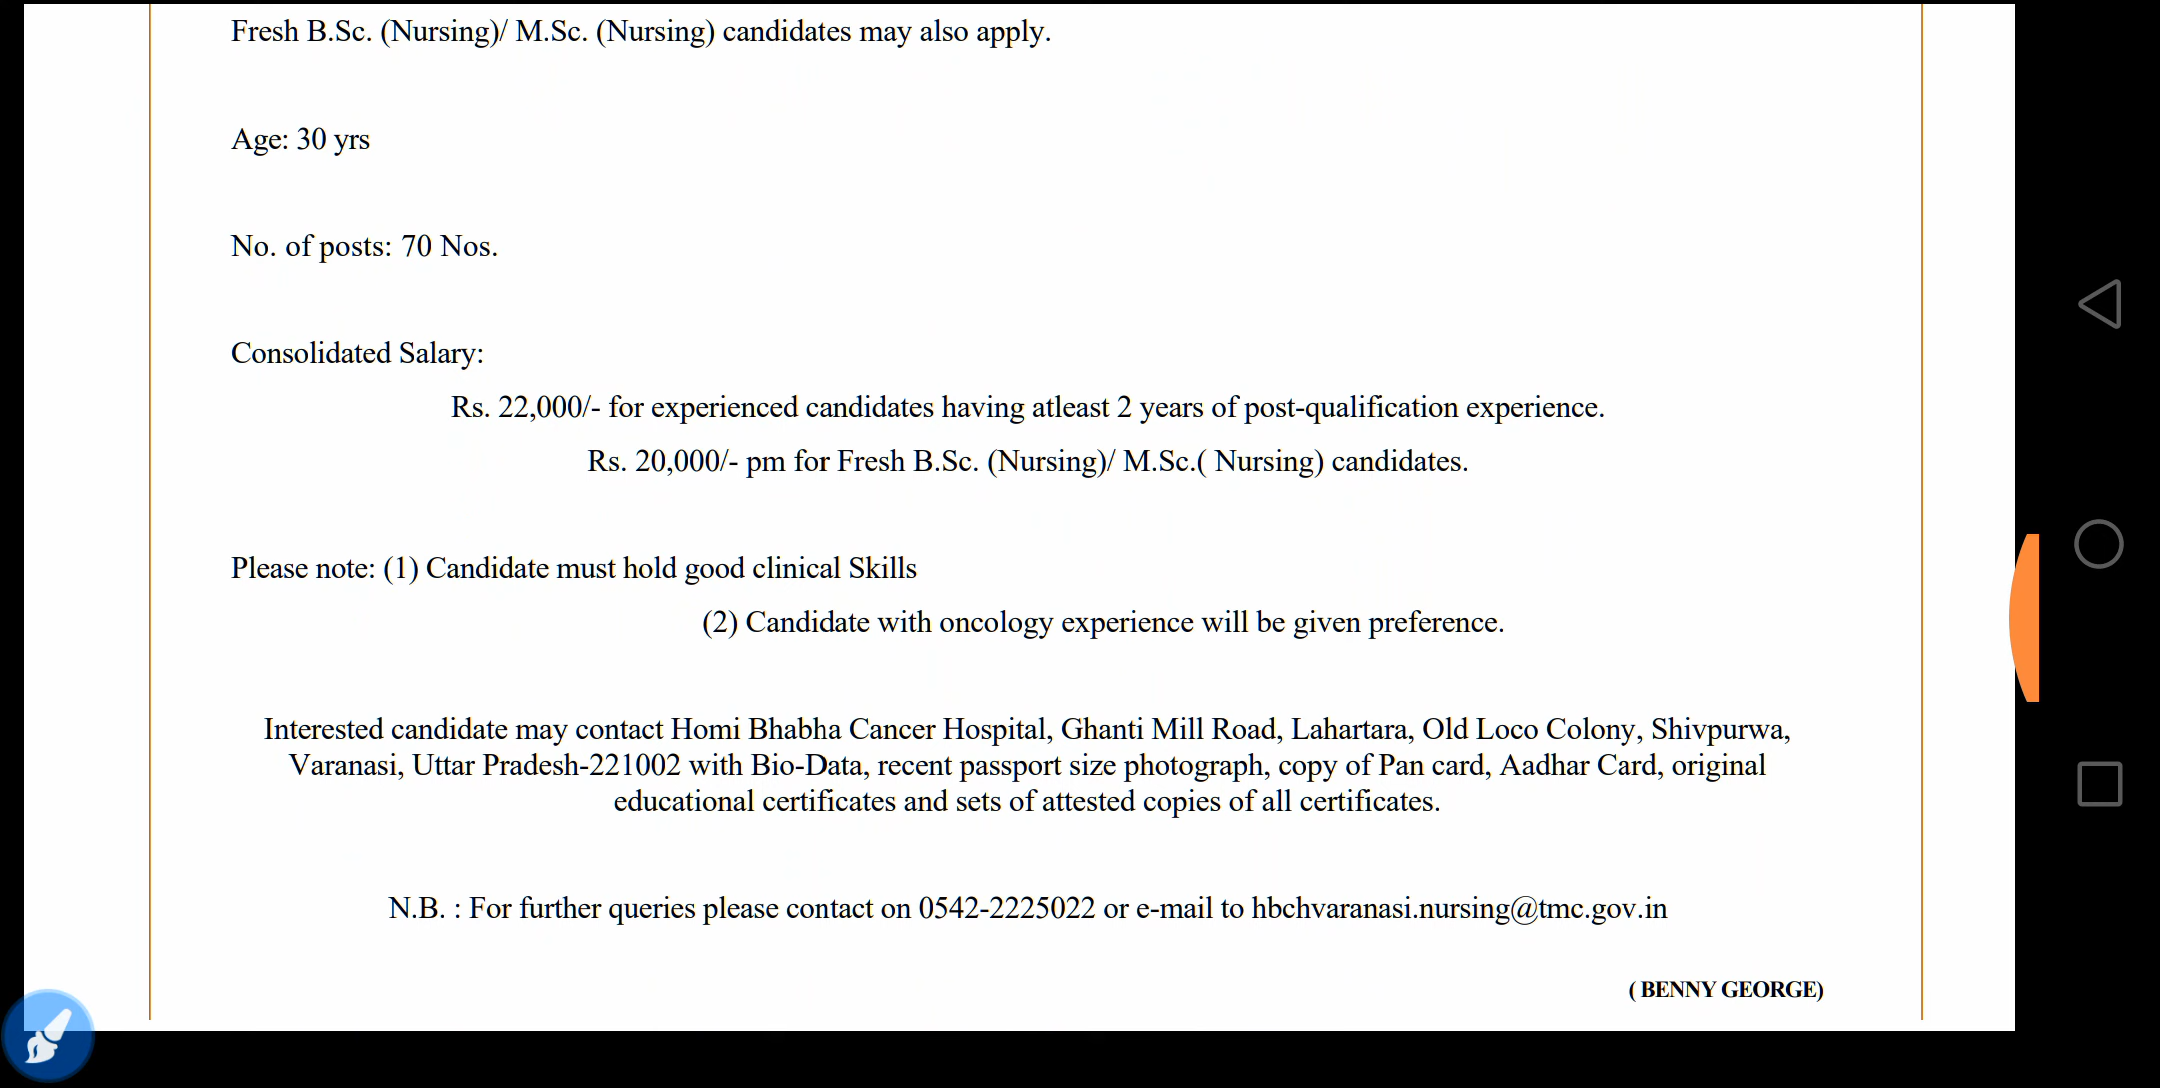 Fresh B.Sc. (Nursing)/ M.Sc. (Nursing) candidates may also apply.
Age: 30 yrs
No. of posts: 70 Nos.
Consolidated Salary:
Rs. 22,000/- for experienced candidates having atleast 2 years of post-qualification experience.
Rs. 20,000/- pm for Fresh B.Sc. (Nursing)/ M.Sc.( Nursing) candidates.
Please note: (1) Candidate must hold good clinical Skills
(2) Candidate with oncology experience will be given preference.
Interested candidate may contact Homi Bhabha Cancer Hospital, Ghanti Mill Road, Lahartara, Old Loco Colony, Shivpurwa,
Varanasi, Uttar Pradesh-221002 with Bio-Data, recent passport size photograph, copy of Pan card, Aadhar Card, original
educational certificates and sets of attested copies of all certificates.
N.B. : For further queries please contact on 0542-2225022 or e-mail to hbchvaranasi.nursing@tmc.gov.in
( BENNY GEORGE)